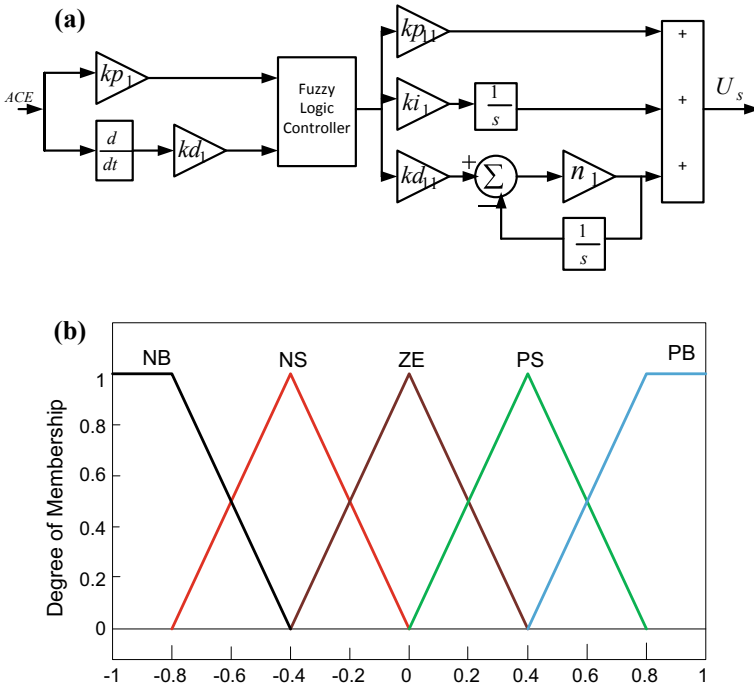 (a)
ACE
kp1
d
dt
kd1
Fuzzy
Logic
Controller
kp11
ki1
1
s
kd11
+
−
Σ
n1
1
s
+
+
+
Us
(b)
NB
NS
ZE
PS
PB
Degree of Membership
1
0.8
0.6
0.4
0.2
0
-1 -0.8 -0.6 -0.4 -0.2 0 0.2 0.4 0.6 0.8 1